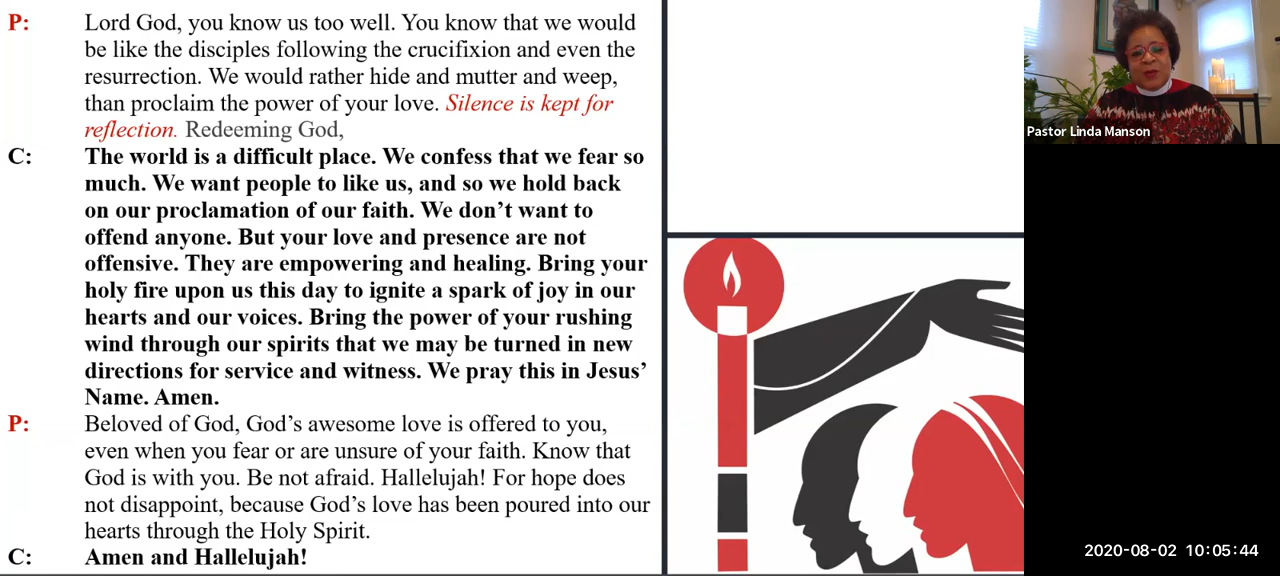 P: Lord God, you know us too well. You know that we would
be like the disciples following the crucifixion and even the
resurrection. We would rather hide and mutter and weep,
than proclaim the power of your love. Silence is kept for
reflection. Redeeming God,
C: The world is a difficult place. We confess that we fear so
much. We want people to like us, and so we hold back
on our proclamation of our faith. We don’t want to
offend anyone. But your love and presence are not
offensive. They are empowering and healing. Bring your
holy fire upon us this day to ignite a spark of joy in our
hearts and our voices. Bring the power of your rushing
wind through our spirits that we may be turned in new
directions for service and witness. We pray this in Jesus’
Name. Amen.
P: Beloved of God, God’s awesome love is offered to you,
even when you fear or are unsure of your faith. Know that
God is with you. Be not afraid. Hallelujah! For hope does
not disappoint, because God’s love has been poured into our
hearts through the Holy Spirit.
C: Amen and Hallelujah!
Pastor Linda Manson
2020-08-02 10:05:44